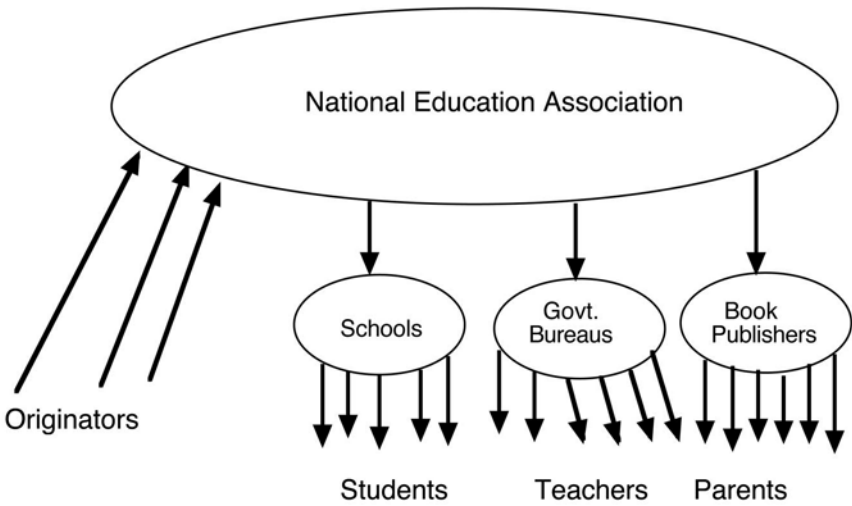 National Education Association
Schools
Govt.
Bureaus
Book
Publishers
Originators
Students
Teachers
Parents